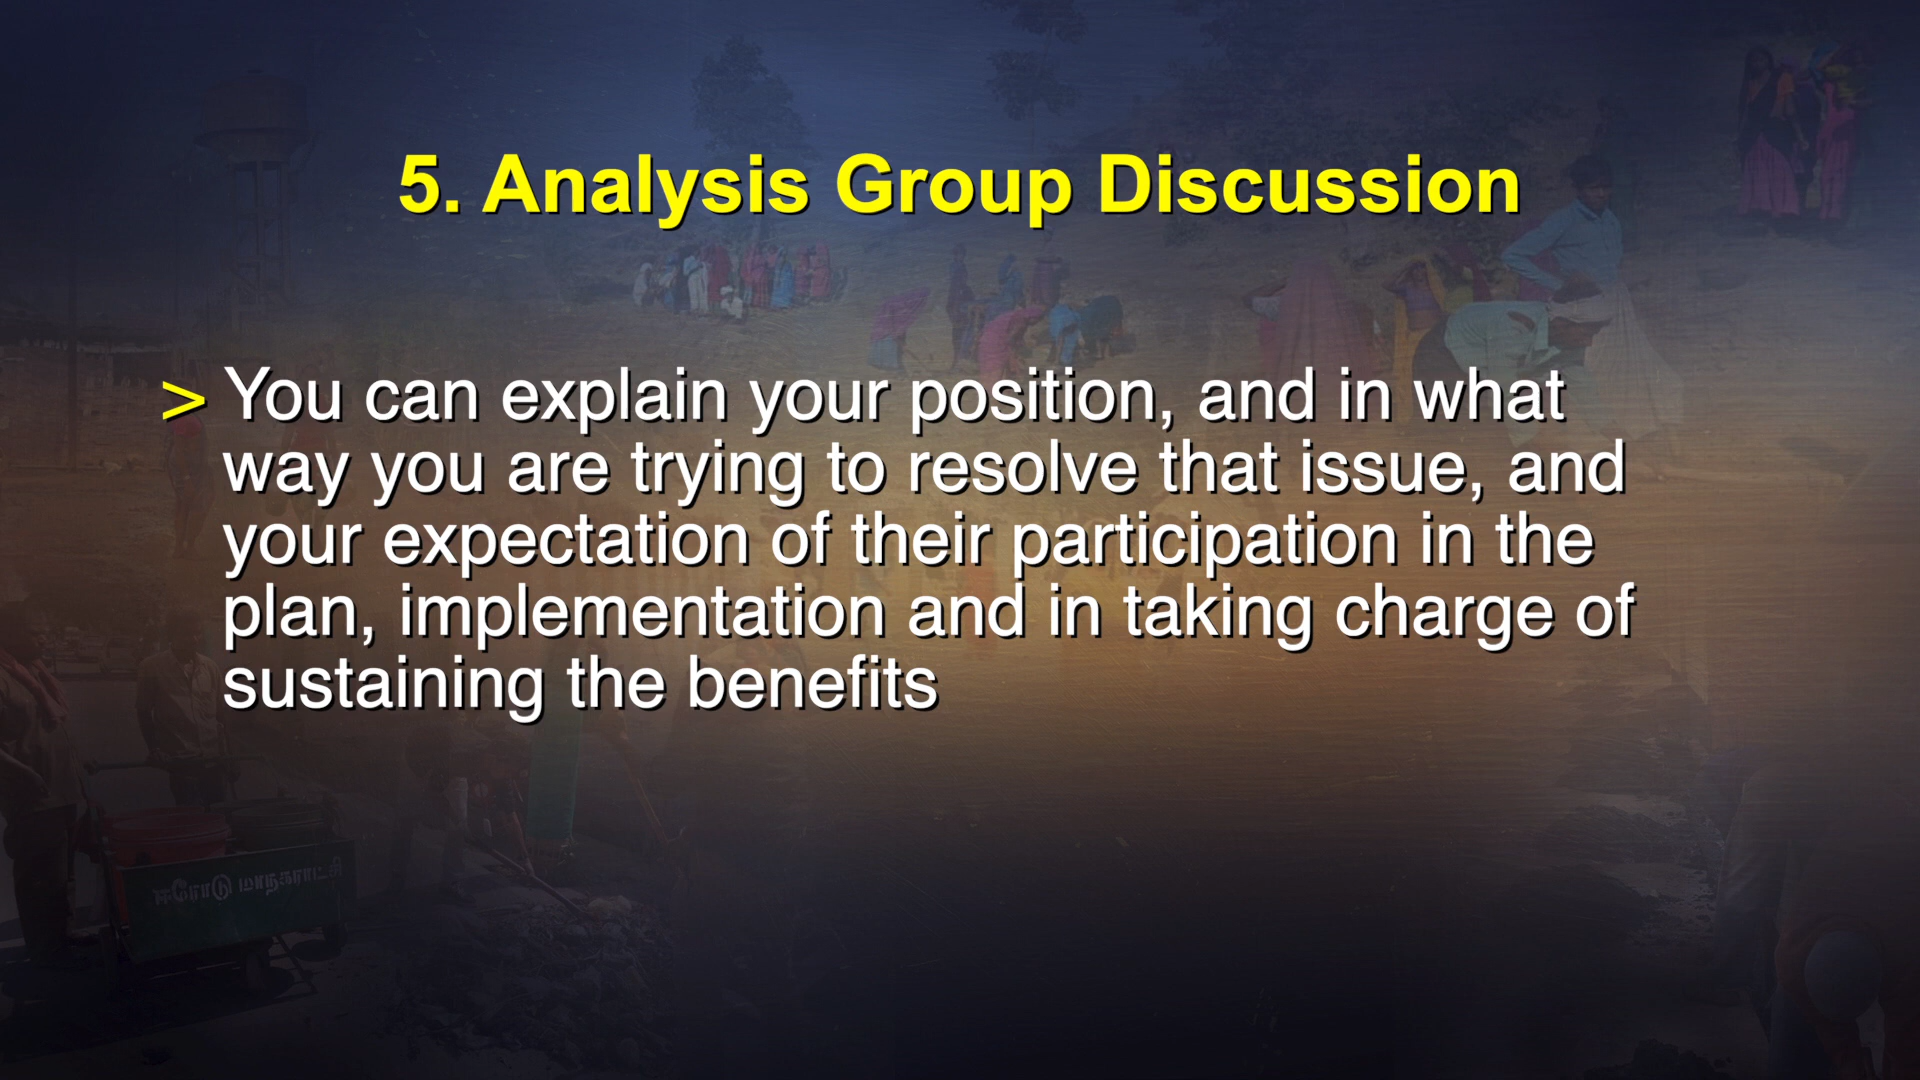 5. Analysis Group Discussion
> You can explain your position, and in what
way you are trying to resolve that issue, and
your expectation of their participation in the
plan, implementation and in taking charge of
sustaining the benefits
ஈரோடு மாநகராட்சி